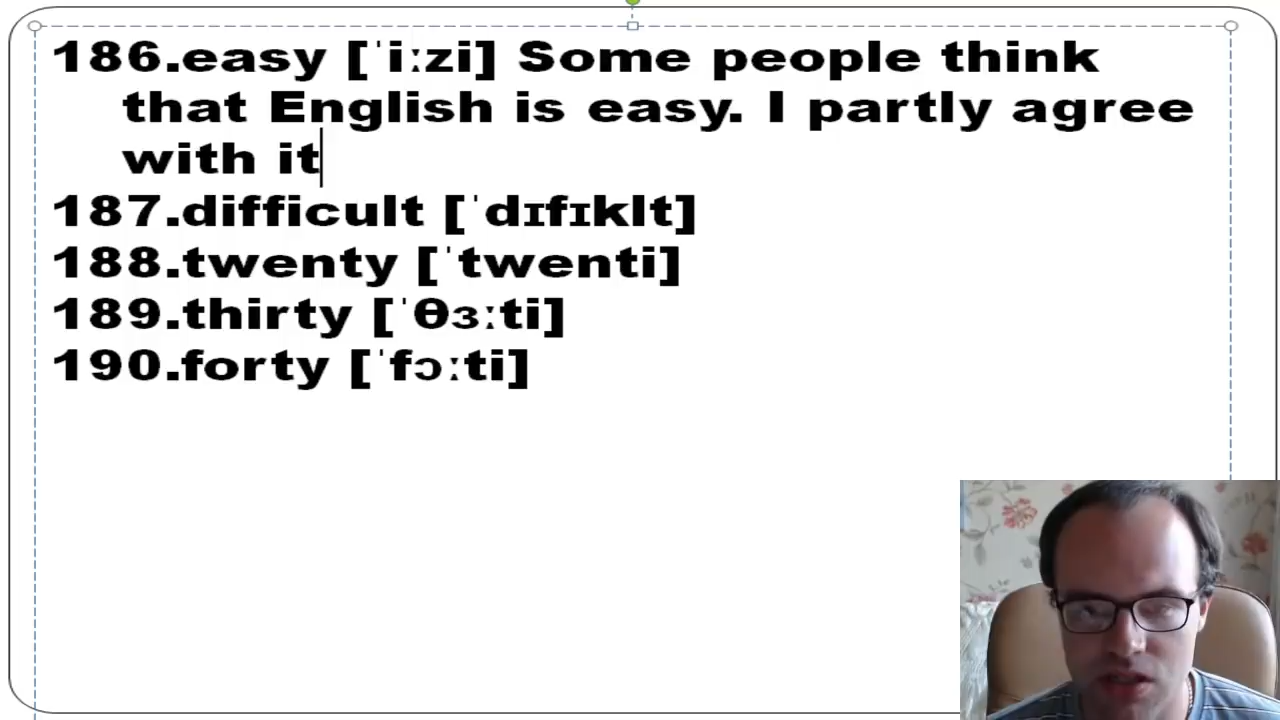 186.easy [ˈiːzi] Some people think
that English is easy. I partly agree
with it
187.difficult [ˈdɪfɪklt]
188.twenty [ˈtwenti]
189.thirty [ˈθɜːti]
190.forty [ˈfɔːti]